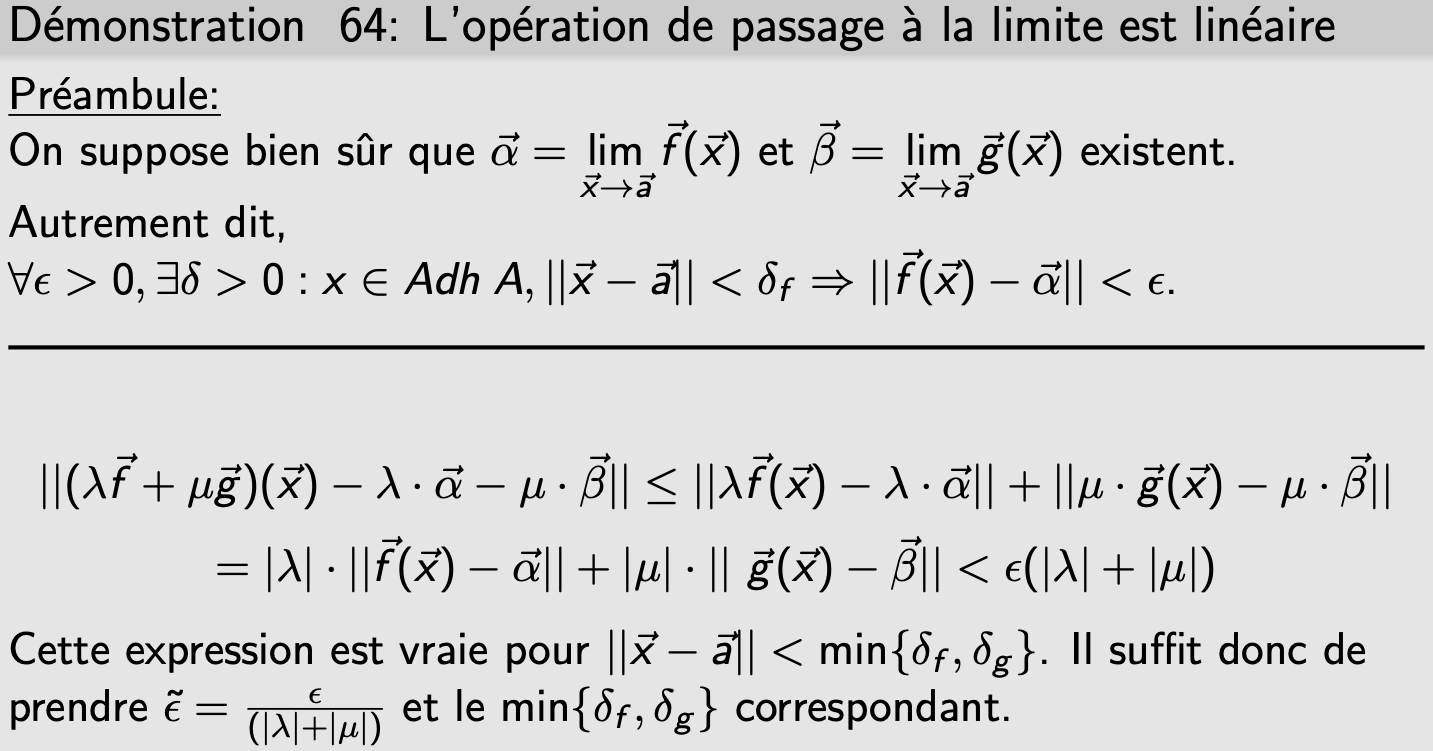 Démonstration 64: L'opération de passage à la limite est linéaire
Préambule:
On suppose bien sûr que $\vec{\alpha} = \lim\limits_{\vec{x}\to\vec{a}} \vec{f}(\vec{x})$ et $\vec{\beta} = \lim\limits_{\vec{x}\to\vec{a}} \vec{g}(\vec{x})$ existent.
Autrement dit,
$\forall \epsilon > 0, \exists \delta > 0 : x \in Adh\ A, ||\vec{x} - \vec{a}|| < \delta_f \Rightarrow ||\vec{f}(\vec{x}) - \vec{\alpha}|| < \epsilon.$
$||(\lambda \vec{f} + \mu \vec{g})(\vec{x}) - \lambda \cdot \vec{\alpha} - \mu \cdot \vec{\beta}|| \leq ||\lambda \vec{f}(\vec{x}) - \lambda \cdot \vec{\alpha}|| + ||\mu \cdot \vec{g}(\vec{x}) - \mu \cdot \vec{\beta}||$
$= |\lambda| \cdot ||\vec{f}(\vec{x}) - \vec{\alpha}|| + |\mu| \cdot || \vec{g}(\vec{x}) - \vec{\beta}|| < \epsilon(|\lambda| + |\mu|)$
Cette expression est vraie pour $||\vec{x} - \vec{a}|| < \min\{\delta_f, \delta_g\}$. Il suffit donc de
prendre $\tilde{\epsilon} = \frac{\epsilon}{(|\lambda|+|\mu|)}$ et le $\min\{\delta_f, \delta_g\}$ correspondant.